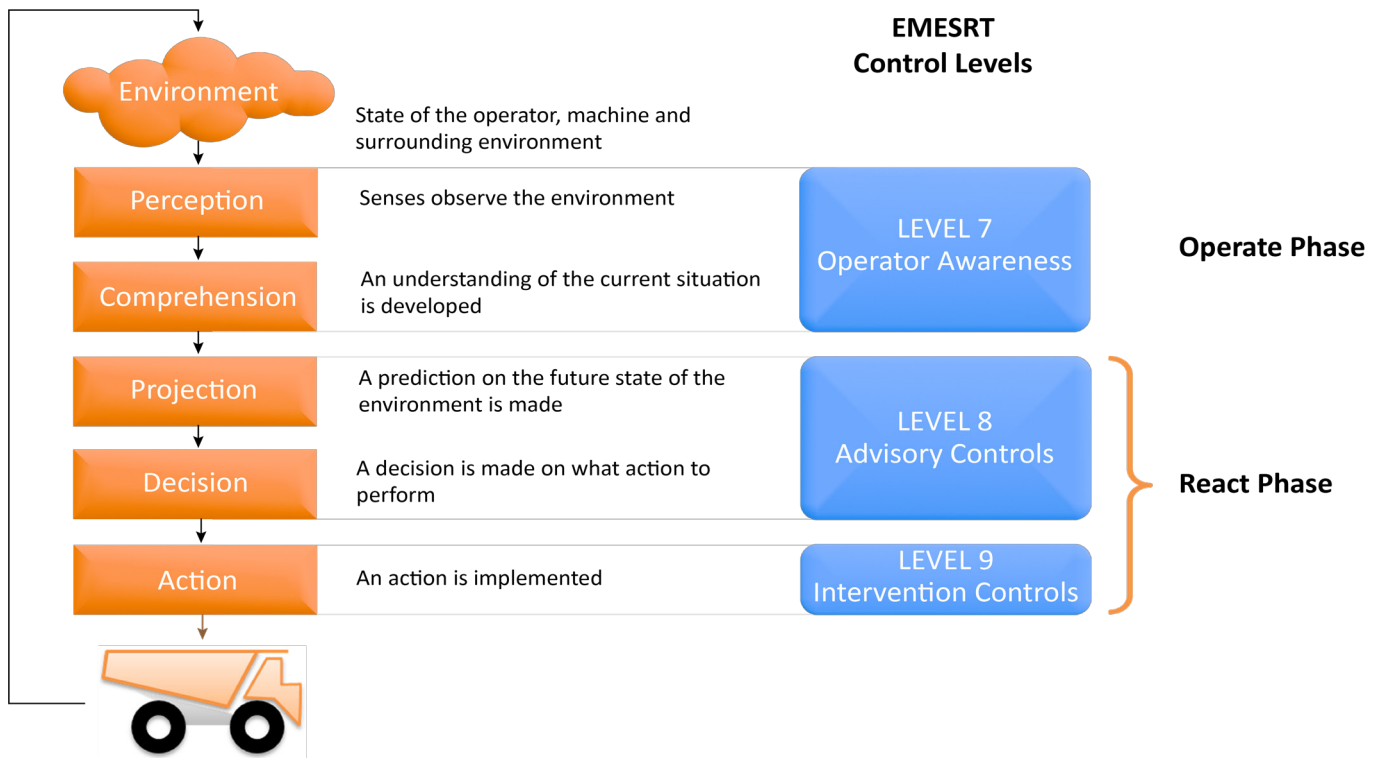 EMESRT
Control Levels
Environment
State of the operator, machine and
surrounding environment
Perception
Senses observe the environment
LEVEL 7
Operator Awareness
Operate Phase
Comprehension
An understanding of the current situation
is developed
Projection
A prediction on the future state of the
environment is made
LEVEL 8
Advisory Controls
React Phase
Decision
A decision is made on what action to
perform
Action
An action is implemented
LEVEL 9
Intervention Controls